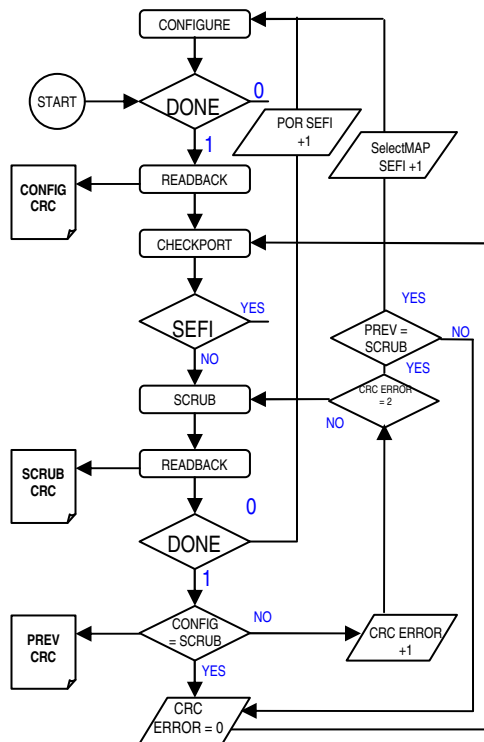 CONFIGURE
START
DONE
0
1
POR SEFI
+1
SelectMAP
SEFI +1
CONFIG
CRC
READBACK
CHECKPORT
SEFI
YES
NO
YES
PREV =
SCRUB
NO
YES
CRC ERROR
= 2
NO
SCRUB
SCRUB
CRC
READBACK
0
DONE
1
PREV
CRC
CONFIG
= SCRUB
NO
CRC ERROR
+1
YES
CRC
ERROR = 0